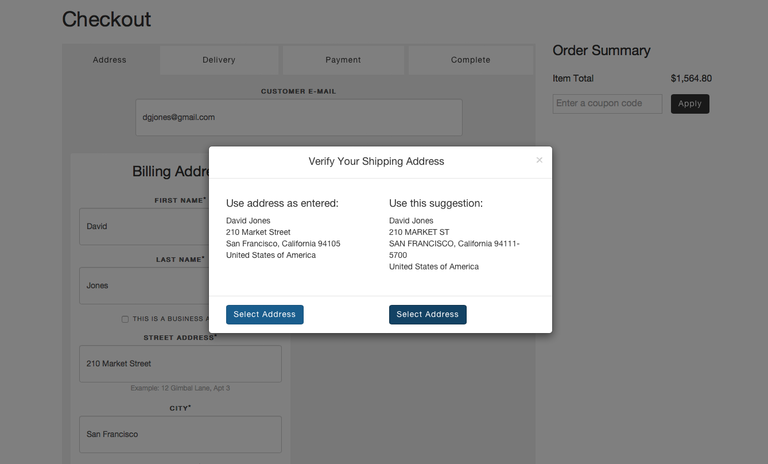 Checkout
Address
Delivery
Payment
Complete
Order Summary
Item Total $1,564.80
Enter a coupon code
Apply
CUSTOMER E-MAIL
dgjones@gmail.com
Verify Your Shipping Address
×
Use address as entered:
David Jones
210 Market Street
San Francisco, California 94105
United States of America
Select Address
Use this suggestion:
David Jones
210 MARKET ST
SAN FRANCISCO, California 94111-
5700
United States of America
Select Address
Billing Addre
FIRST NAME*
David
LAST NAME*
Jones
THIS IS A BUSINESS A
STREET ADDRESS*
210 Market Street
Example: 12 Gimbel Lane, Apt 3
CITY*
San Francisco